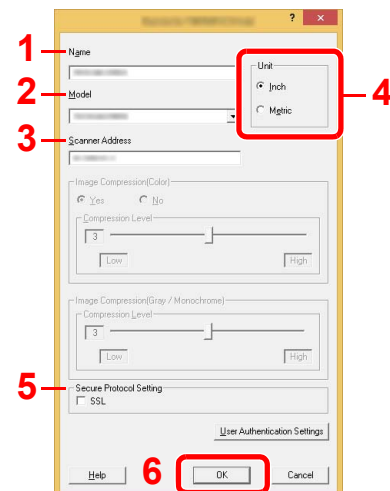 ? ×
1 Name
Unit
Inch
4
2 Model
Metric
3 Scanner Address
Image Compression(Color)
Yes No
Compression Level
3
Low High
Image Compression(Gray / Monochrome)
Compression Level
3
Low High
5 Secure Protocol Setting
SSL
User Authentication Settings
Help 6 OK Cancel